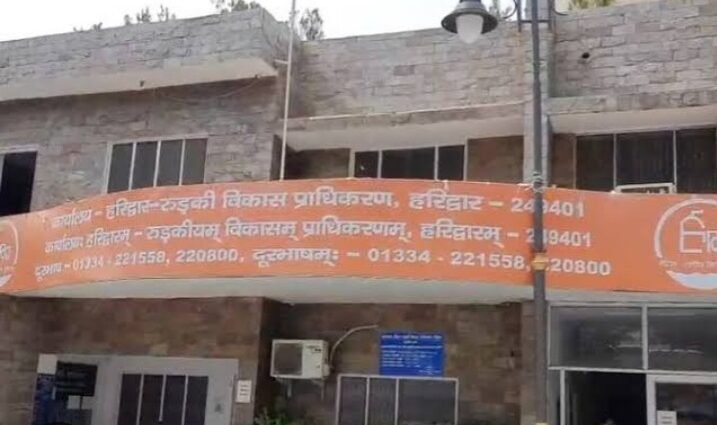 कार्यालय - हरिद्वार-रुड़की विकास प्राधिकरण, हरिद्वार - 249401
कार्यालयः हरिद्वारम् - रुड़कीयम् विकासम् प्राधिकरणम्, हरिद्वारम् - 249401
दूरभाष - 01334 - 221558, 220800, दूरभाषम्: - 01334 - 221558, 220800